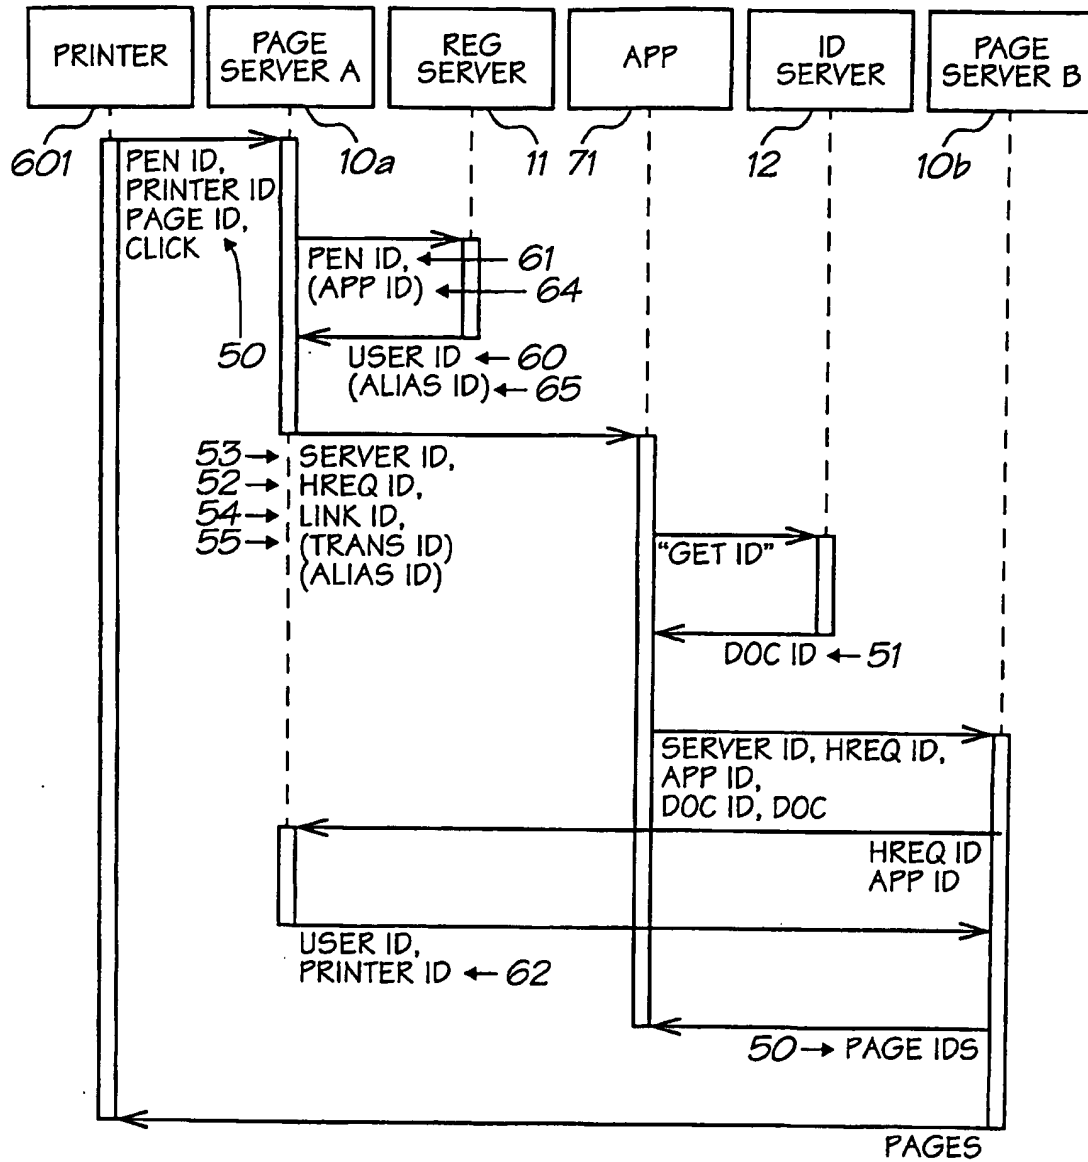 PRINTER
PAGE
SERVER A
REG
SERVER
APP
ID
SERVER
PAGE
SERVER B
601
10a
11
71
12
10b
PEN ID,
PRINTER ID
PAGE ID,
CLICK
50
PEN ID,
61
(APP ID)
64
USER ID
60
(ALIAS ID)
65
53
SERVER ID,
52
HREQ ID,
54
LINK ID,
55
(TRANS ID)
(ALIAS ID)
"GET ID"
DOC ID
51
SERVER ID, HREQ ID,
APP ID,
DOC ID, DOC
HREQ ID
APP ID
USER ID,
PRINTER ID
62
50
PAGE IDS
PAGES